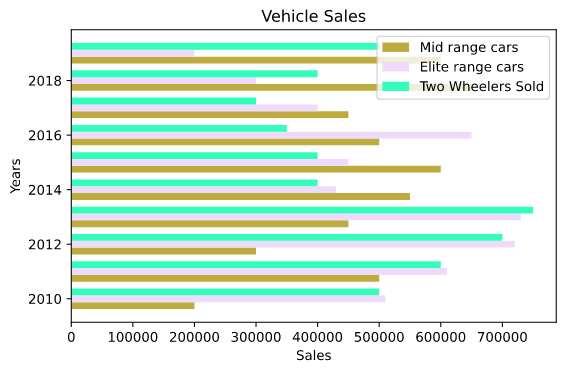 Vehicle Sales
Mid range cars
Elite range cars
Two Wheelers Sold
Years
2018
2016
2014
2012
2010
0 100000 200000 300000 400000 500000 600000 700000
Sales